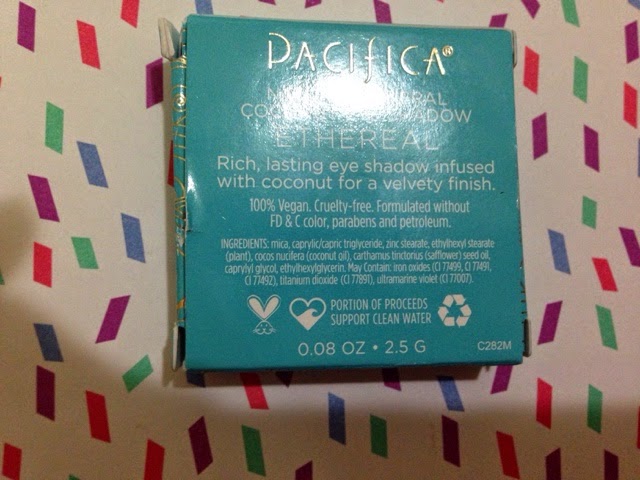 PACIFICA®
ETHEREAL
Rich, lasting eye shadow infused
with coconut for a velvety finish.
100% Vegan. Cruelty-free. Formulated without
FD & C color, parabens and petroleum.
INGREDIENTS: mica, caprylic/capric triglyceride, zinc stearate, ethylhexyl stearate
(plant), cocos nucifera (coconut oil), carthamus tinctorius (safflower) seed oil,
caprylyl glycol, ethylhexylglycerin. May Contain: iron oxides (CI 77499, CI 77491,
CI 77492), titanium dioxide (CI 77891), ultramarine violet (CI 77007).
PORTION OF PROCEEDS
SUPPORT CLEAN WATER
0.08 OZ • 2.5 G
C282M